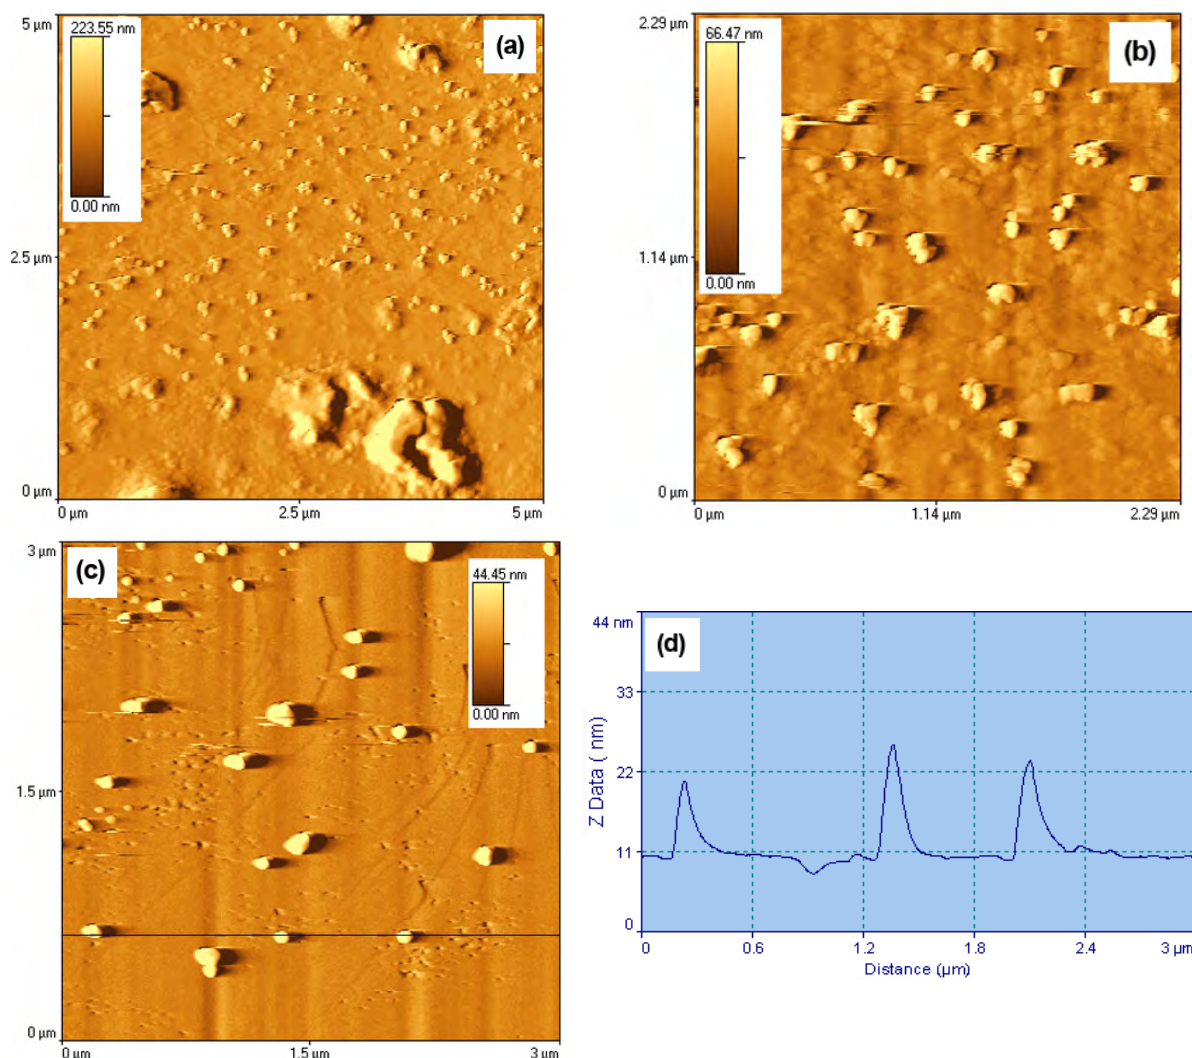 5 µm
223.55 nm
(a)
0.00 nm
2.5 µm
0 µm
0 µm
2.5 µm
5 µm
2.29 µm
66.47 nm
(b)
0.00 nm
1.14 µm
0 µm
0 µm
1.14 µm
2.29 µm
3 µm
(c)
44.45 nm
0.00 nm
1.5 µm
0 µm
0 µm
1.5 µm
3 µm
44 nm
(d)
33
22
11
0
Z Data ( nm)
0
0.6
1.2
1.8
2.4
3 µm
Distance (µm)